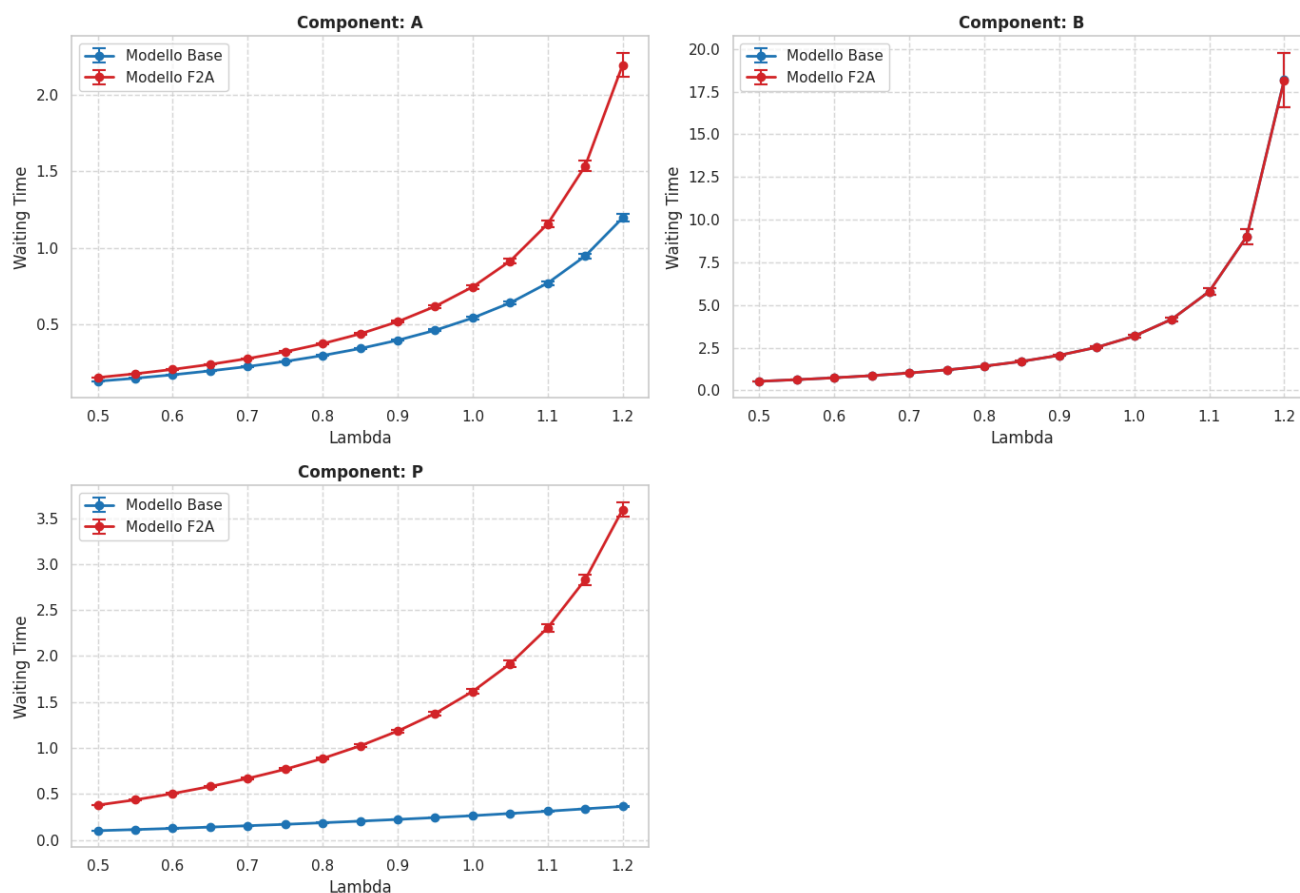 Component: A
Modello Base
Modello F2A
Waiting Time
2.0
1.5
1.0
0.5
0.5 0.6 0.7 0.8 0.9 1.0 1.1 1.2
Lambda
Component: B
Modello Base
Modello F2A
Waiting Time
20.0
17.5
15.0
12.5
10.0
7.5
5.0
2.5
0.0
0.5 0.6 0.7 0.8 0.9 1.0 1.1 1.2
Lambda
Component: P
Modello Base
Modello F2A
Waiting Time
3.5
3.0
2.5
2.0
1.5
1.0
0.5
0.0
0.5 0.6 0.7 0.8 0.9 1.0 1.1 1.2
Lambda